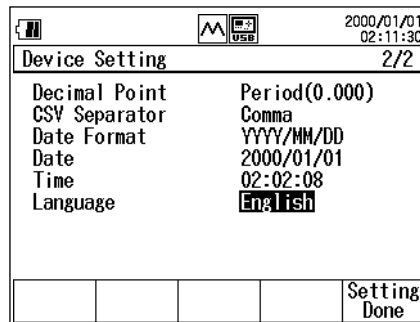 USB
2000/01/01
02:11:30
Device Setting 2/2
Decimal Point Period(0.000)
CSV Separator Comma
Date Format YYYY/MM/DD
Date 2000/01/01
Time 02:02:08
Language English
Setting
Done